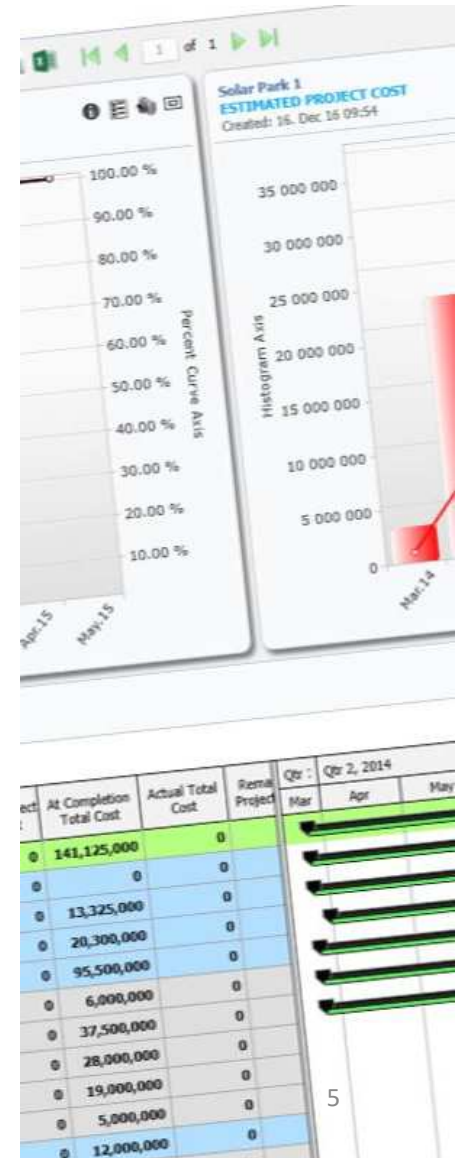 1 of 1
100.00 %
90.00 %
80.00 %
70.00 %
60.00 %
50.00 %
40.00 %
30.00 %
20.00 %
10.00 %
Percent Curve Axis
Apr.15
May.15
Solar Park 1
ESTIMATED PROJECT COST
Created: 16. Dec 16 09:54
35 000 000
30 000 000
25 000 000
20 000 000
15 000 000
10 000 000
5 000 000
0
Histogram Axis
Mar.14
At Completion Total Cost
Actual Total Cost
Qtr 2, 2014
Mar Apr May
0 141,125,000 0
0 0 0
0 13,325,000 0
0 20,300,000 0
0 95,500,000 0
0 6,000,000 0
0 37,500,000 0
0 28,000,000 0
0 19,000,000 0
0 5,000,000 0
0 12,000,000 0
5